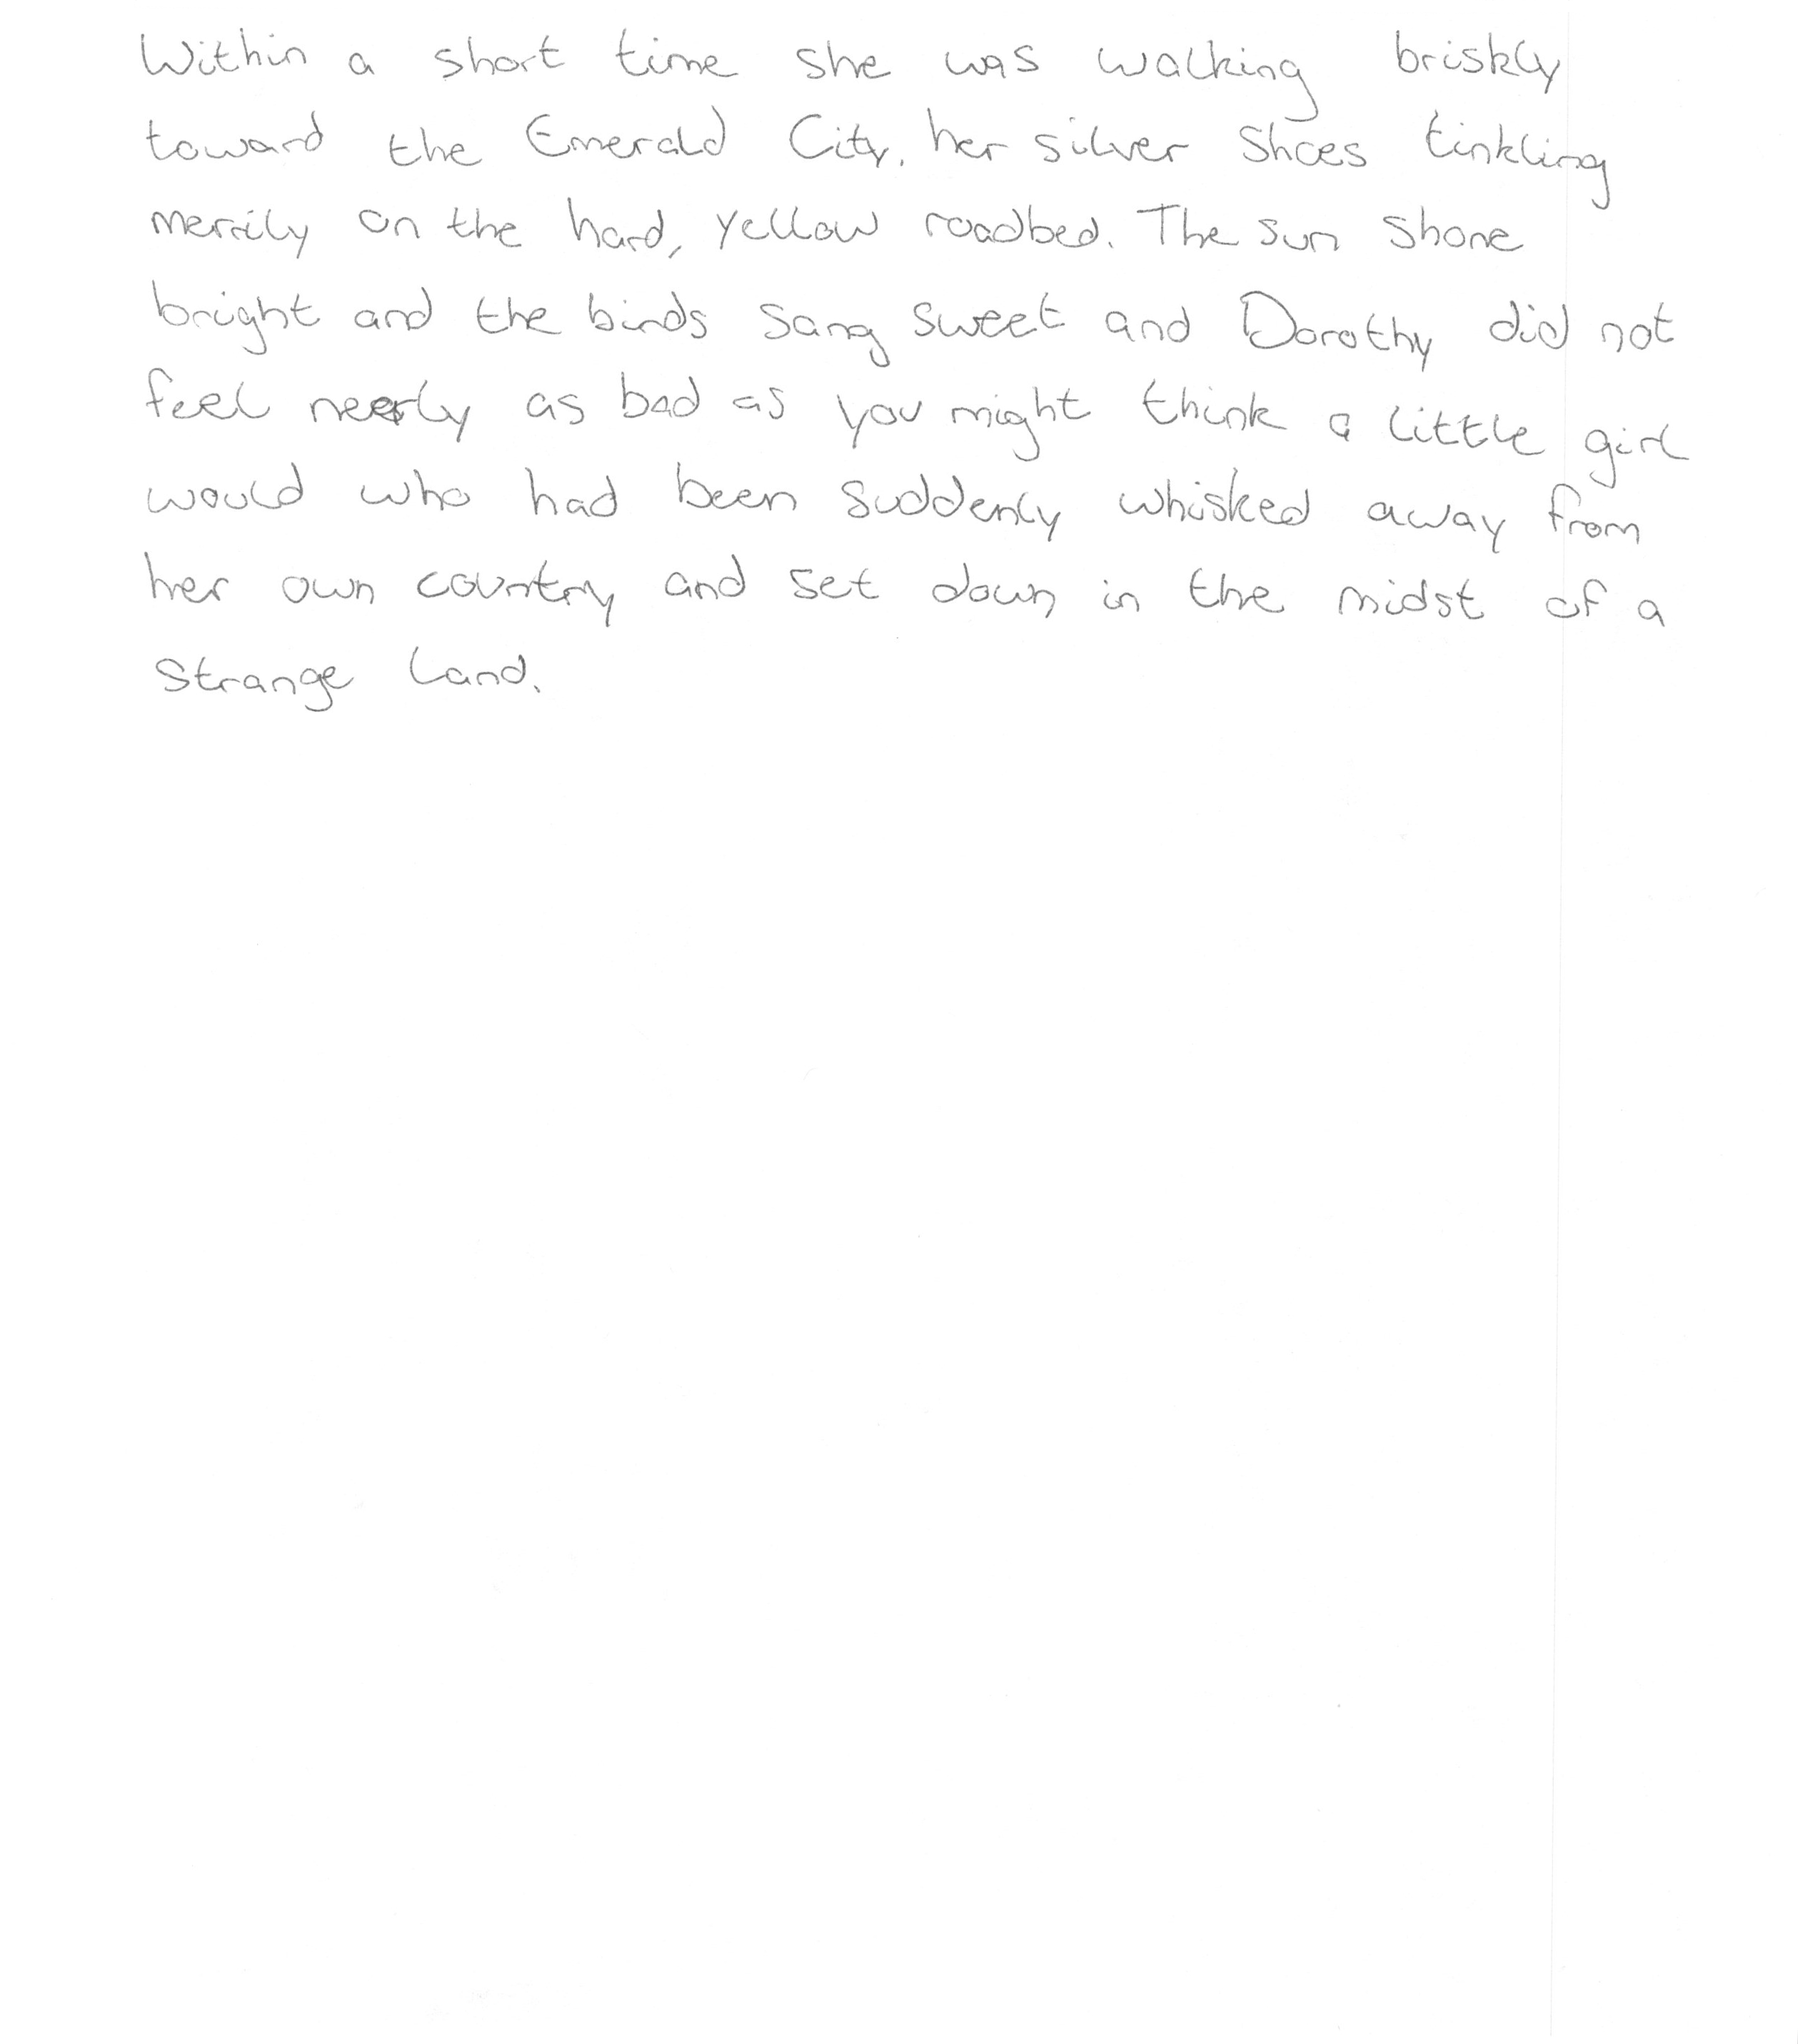 Within a short time she was walking briskly
toward the Emerald City, her silver shoes tinkling
merrily on the hard, yellow roadbed. The sun shone
bright and the birds sang sweet and Dorothy did not
feel nearly as bad as you might think a little girl
would who had been suddenly whisked away from
her own country and set down in the midst of a
strange land.